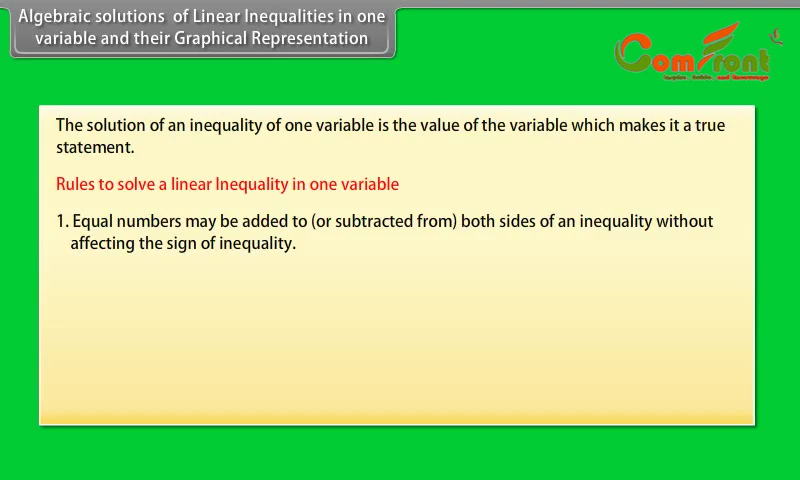 Algebraic solutions of Linear Inequalities in one
variable and their Graphical Representation
ComFront
The solution of an inequality of one variable is the value of the variable which makes it a true
statement.
Rules to solve a linear Inequality in one variable
1. Equal numbers may be added to (or subtracted from) both sides of an inequality without
affecting the sign of inequality.